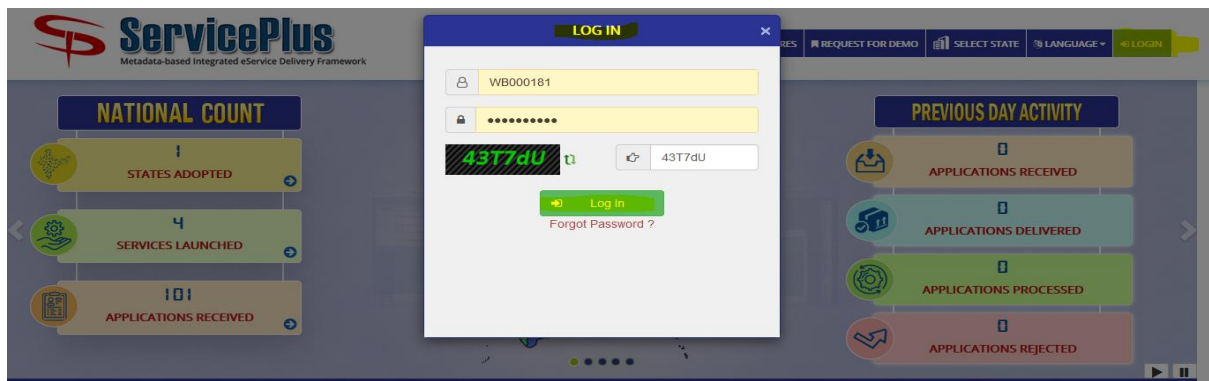 ServicePlus
Metadata-based Integrated eService Delivery Framework
RES
REQUEST FOR DEMO
SELECT STATE
LANGUAGE
LOGIN
LOG IN
×
WB000181
••••••••••
43T7dU
43T7dU
Log In
Forgot Password ?
NATIONAL COUNT
1
STATES ADOPTED
4
SERVICES LAUNCHED
101
APPLICATIONS RECEIVED
PREVIOUS DAY ACTIVITY
0
APPLICATIONS RECEIVED
0
APPLICATIONS DELIVERED
0
APPLICATIONS PROCESSED
0
APPLICATIONS REJECTED